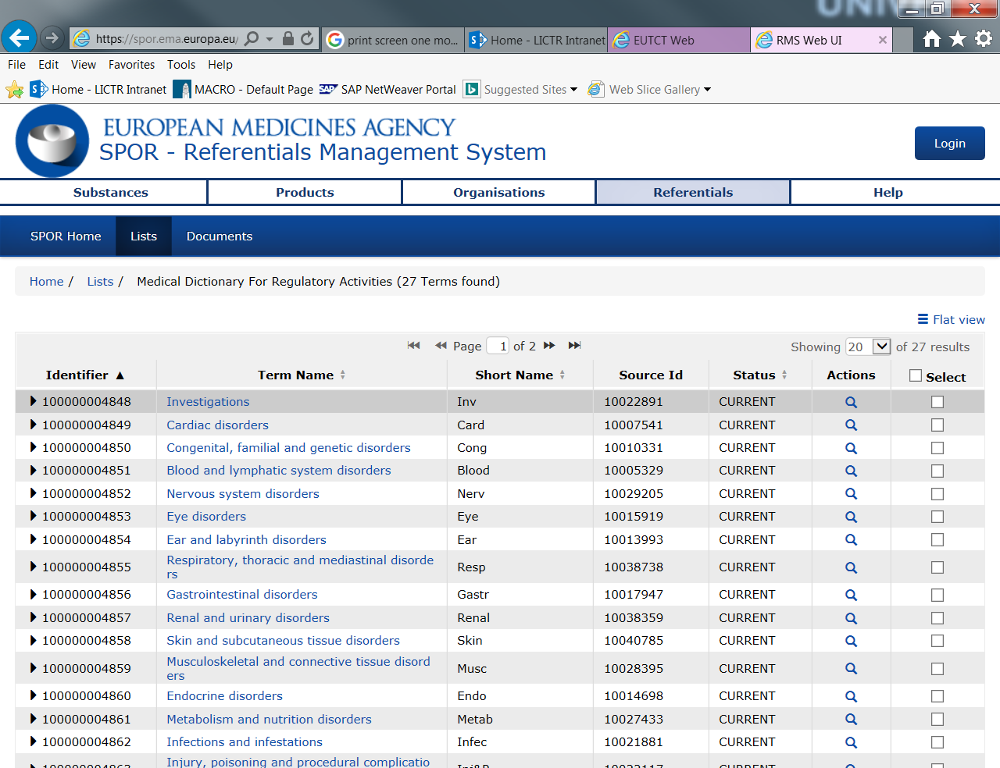 UNIV
https://spor.ema.europa.eu/
print screen one mo...
Home - LICTR Intranet
EUTCT Web
RMS Web UI
File Edit View Favorites Tools Help
Home - LICTR Intranet MACRO - Default Page SAP NetWeaver Portal Suggested Sites Web Slice Gallery
EUROPEAN MEDICINES AGENCY
SPOR - Referentials Management System
Login
Substances Products Organisations Referentials Help
SPOR Home Lists Documents
Home / Lists / Medical Dictionary For Regulatory Activities (27 Terms found)
Flat view
Page 1 of 2 Showing 20 of 27 results
Identifier ▲ Term Name Short Name Source Id Status Actions Select
100000004848 Investigations Inv 10022891 CURRENT
100000004849 Cardiac disorders Card 10007541 CURRENT
100000004850 Congenital, familial and genetic disorders Cong 10010331 CURRENT
100000004851 Blood and lymphatic system disorders Blood 10005329 CURRENT
100000004852 Nervous system disorders Nerv 10029205 CURRENT
100000004853 Eye disorders Eye 10015919 CURRENT
100000004854 Ear and labyrinth disorders Ear 10013993 CURRENT
100000004855 Respiratory, thoracic and mediastinal disorde
rs Resp 10038738 CURRENT
100000004856 Gastrointestinal disorders Gastr 10017947 CURRENT
100000004857 Renal and urinary disorders Renal 10038359 CURRENT
100000004858 Skin and subcutaneous tissue disorders Skin 10040785 CURRENT
100000004859 Musculoskeletal and connective tissue disord
ers Musc 10028395 CURRENT
100000004860 Endocrine disorders Endo 10014698 CURRENT
100000004861 Metabolism and nutrition disorders Metab 10027433 CURRENT
100000004862 Infections and infestations Infec 10021881 CURRENT
100000004863 Injury, poisoning and procedural complicatio
Inj&P 10022117 CURRENT